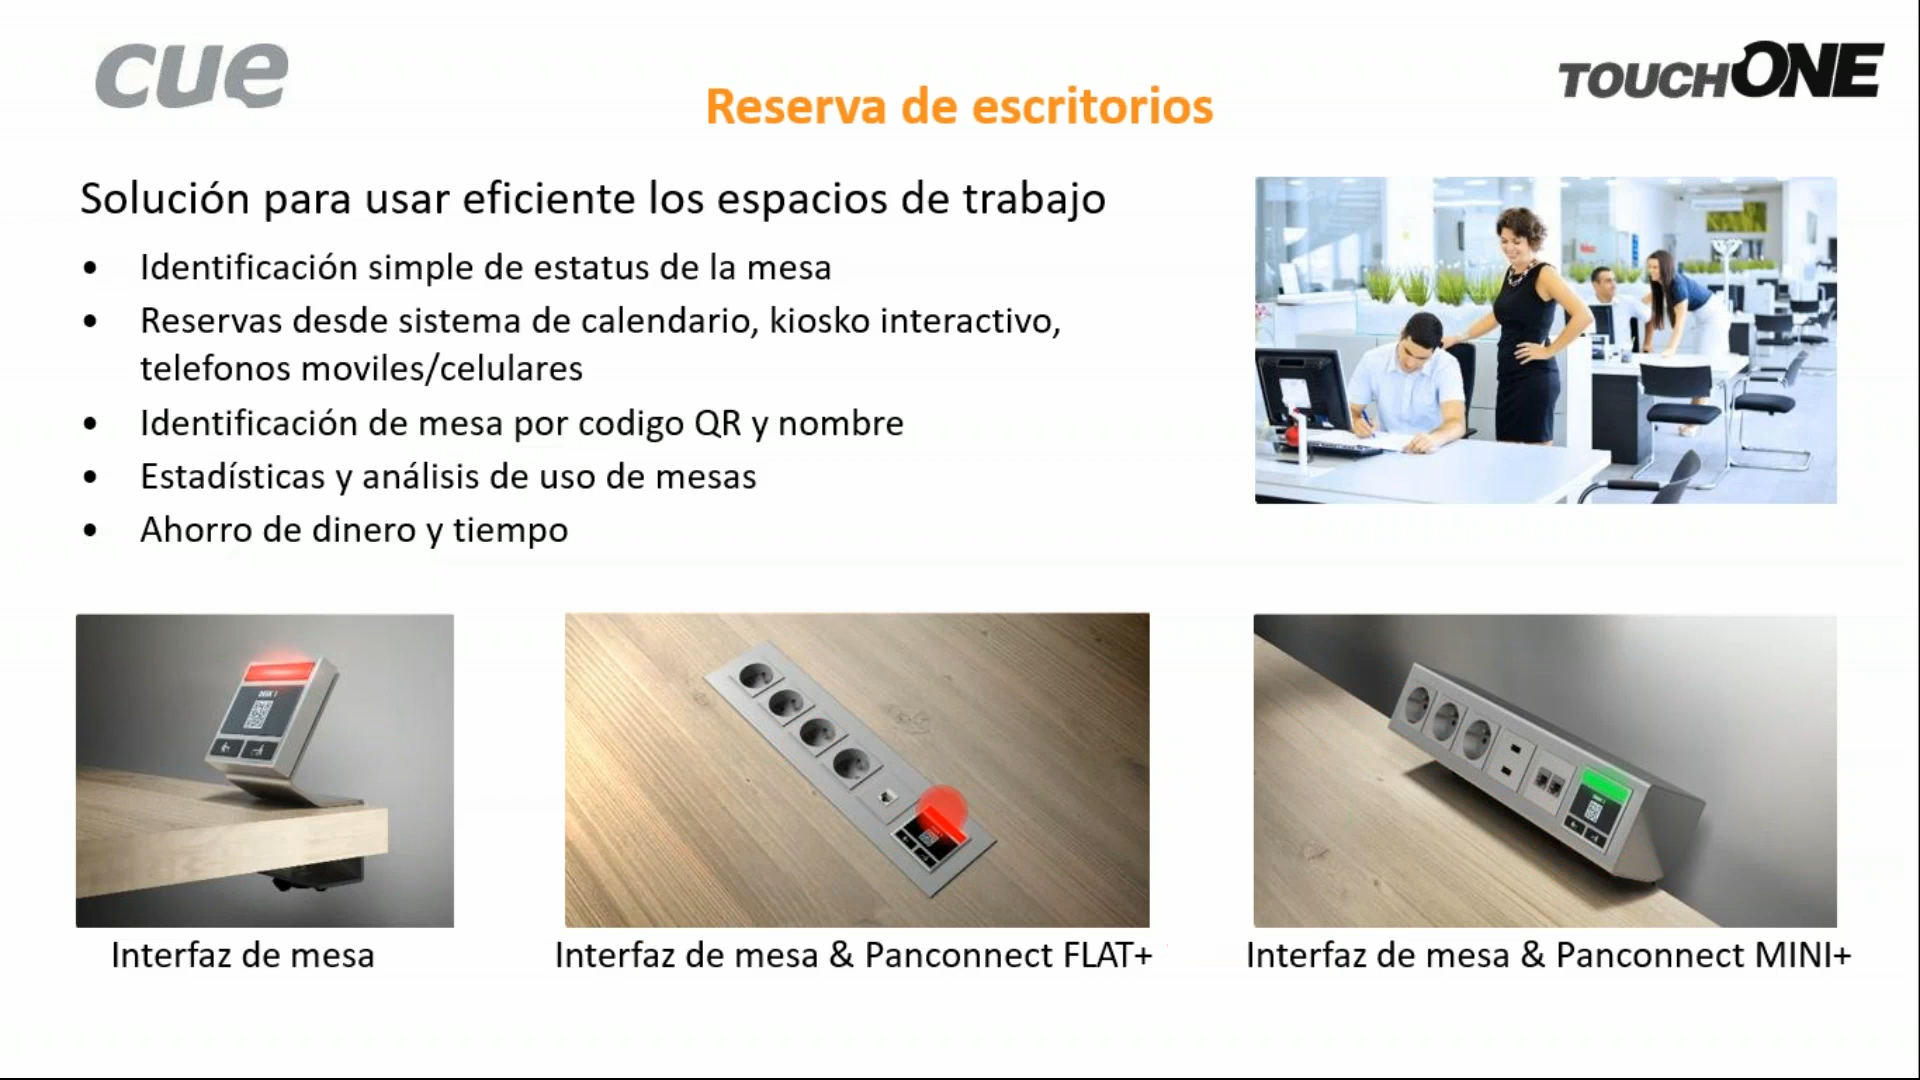 cue
TOUCHONE
Reserva de escritorios
Solución para usar eficiente los espacios de trabajo
• Identificación simple de estatus de la mesa
• Reservas desde sistema de calendario, kiosko interactivo,
telefonos moviles/celulares
• Identificación de mesa por codigo QR y nombre
• Estadísticas y análisis de uso de mesas
• Ahorro de dinero y tiempo
Interfaz de mesa
Interfaz de mesa & Panconnect FLAT+
Interfaz de mesa & Panconnect MINI+